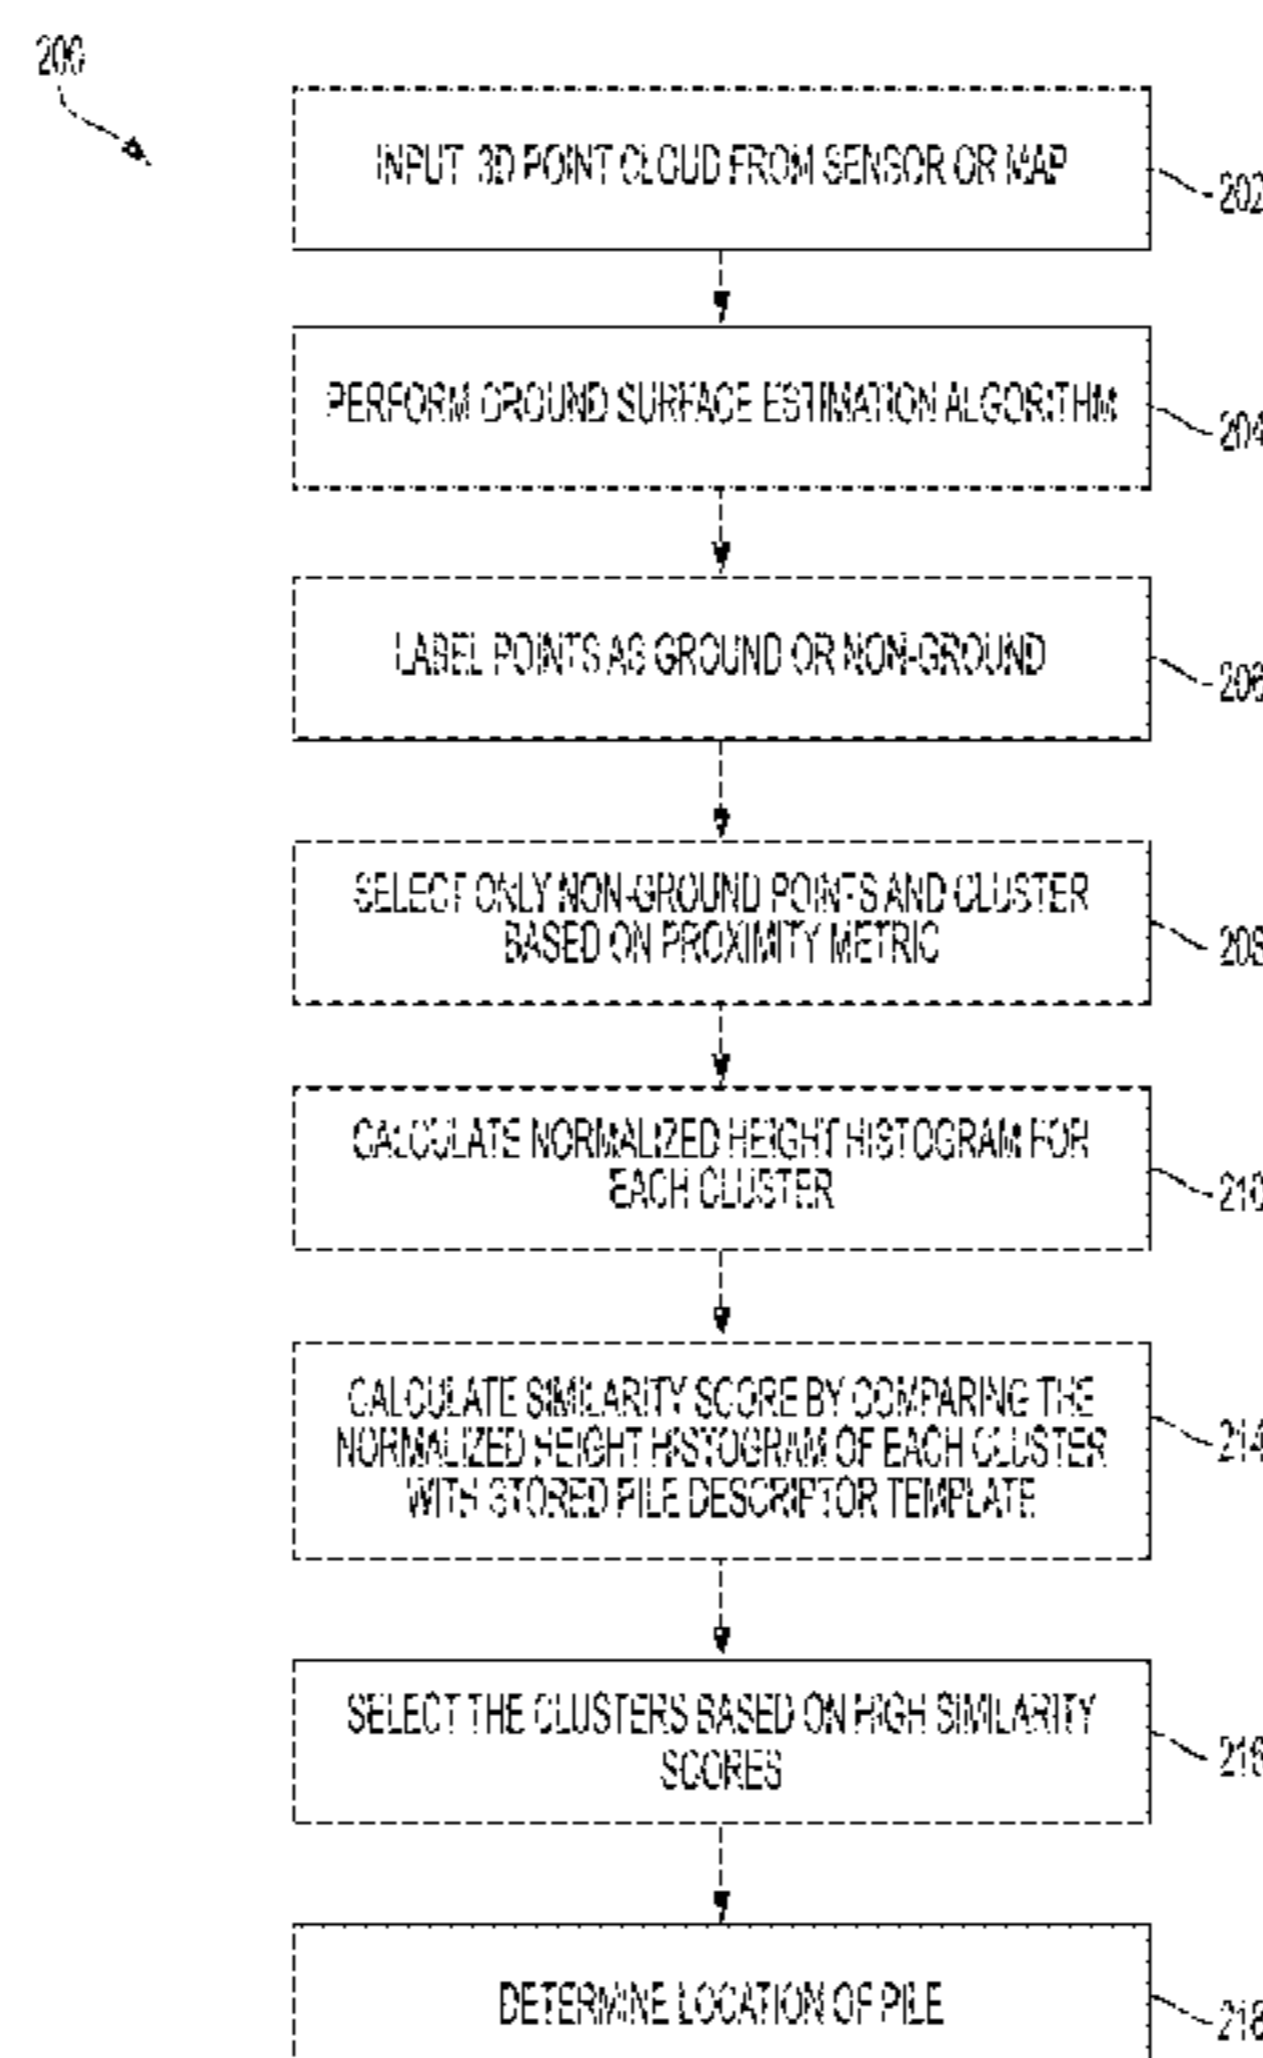 200
INPUT 3D POINT CLOUD FROM SENSOR OR MAP
202
PERFORM GROUND SURFACE ESTIMATION ALGORITHM
204
LABEL POINTS AS GROUND OR NON-GROUND
206
SELECT ONLY NON-GROUND POINTS AND CLUSTER
BASED ON PROXIMITY METRIC
208
CALCULATE NORMALIZED HEIGHT HISTOGRAM FOR
EACH CLUSTER
210
CALCULATE SIMILARITY SCORE BY COMPARING THE
NORMALIZED HEIGHT HISTOGRAM OF EACH CLUSTER
WITH STORED PILE DESCRIPTOR TEMPLATE
214
SELECT THE CLUSTERS BASED ON HIGH SIMILARITY
SCORES
216
DETERMINE LOCATION OF PILE
218